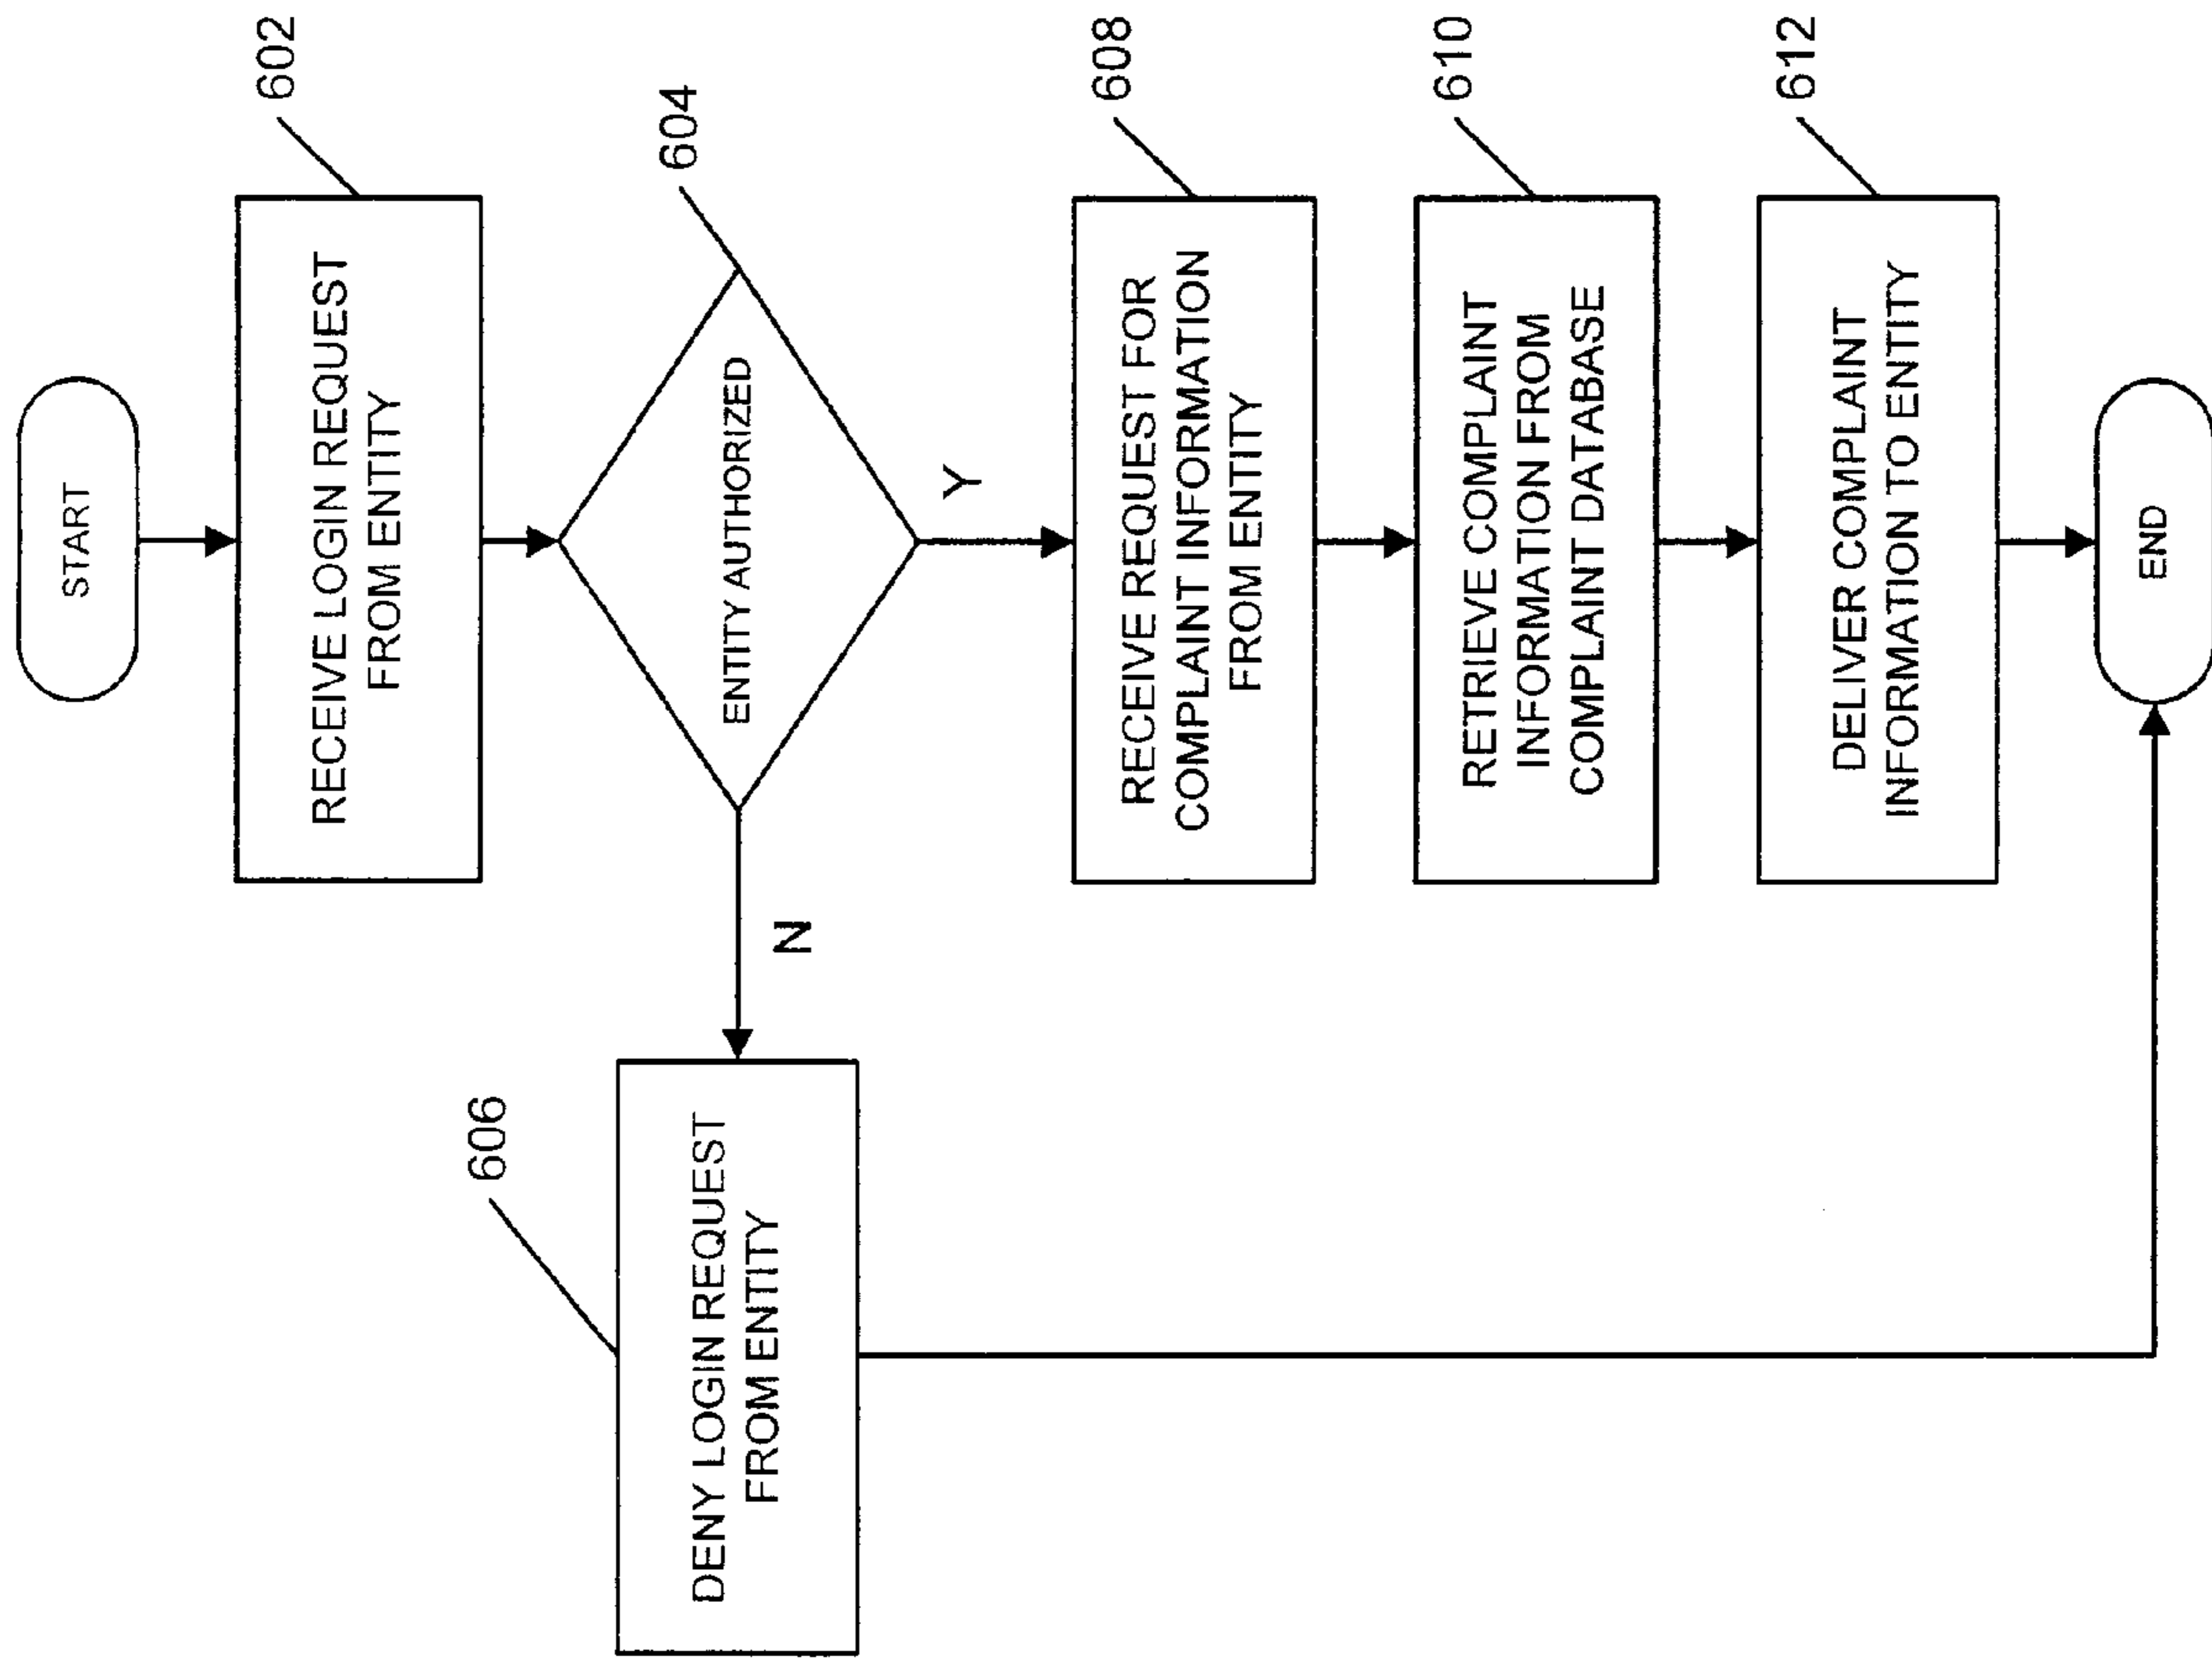 START
602
RECEIVE LOGIN REQUEST
FROM ENTITY
604
ENTITY AUTHORIZED
N
Y
606
DENY LOGIN REQUEST
FROM ENTITY
608
RECEIVE REQUEST FOR
COMPLAINT INFORMATION
FROM ENTITY
610
RETRIEVE COMPLAINT
INFORMATION FROM
COMPLAINT DATABASE
612
DELIVER COMPLAINT
INFORMATION TO ENTITY
END